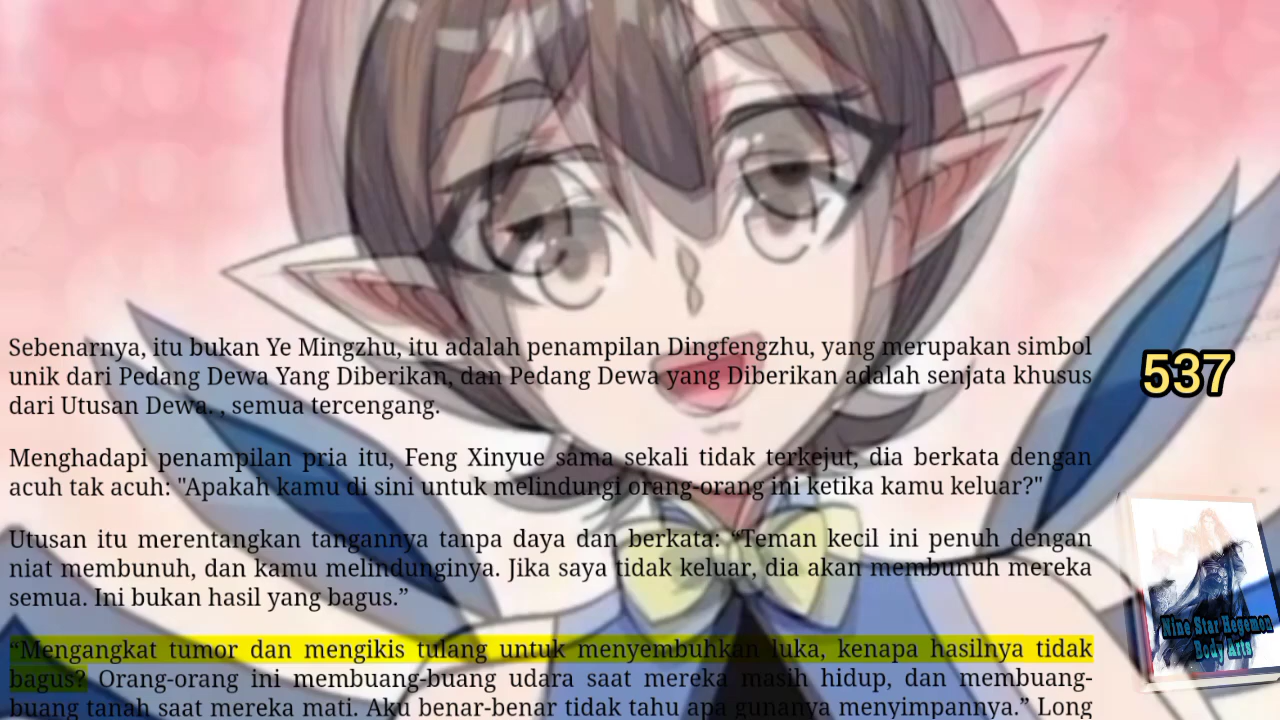 Sebenarnya, itu bukan Ye Mingzhu, itu adalah penampilan Dingfengzhu, yang merupakan simbol
unik dari Pedang Dewa Yang Diberikan, dan Pedang Dewa yang Diberikan adalah senjata khusus
dari Utusan Dewa. , semua tercengang.
Menghadapi penampilan pria itu, Feng Xinyue sama sekali tidak terkejut, dia berkata dengan
acuh tak acuh: "Apakah kamu di sini untuk melindungi orang-orang ini ketika kamu keluar?"
Utusan itu merentangkan tangannya tanpa daya dan berkata: “Teman kecil ini penuh dengan
niat membunuh, dan kamu melindunginya. Jika saya tidak keluar, dia akan membunuh mereka
semua. Ini bukan hasil yang bagus.”
“Mengangkat tumor dan mengikis tulang untuk menyembuhkan luka, kenapa hasilnya tidak
bagus? Orang-orang ini membuang-buang udara saat mereka masih hidup, dan membuang-
buang tanah saat mereka mati. Aku benar-benar tidak tahu apa gunanya menyimpannya.” Long
537
Nine Star Hegemon
Body Arts